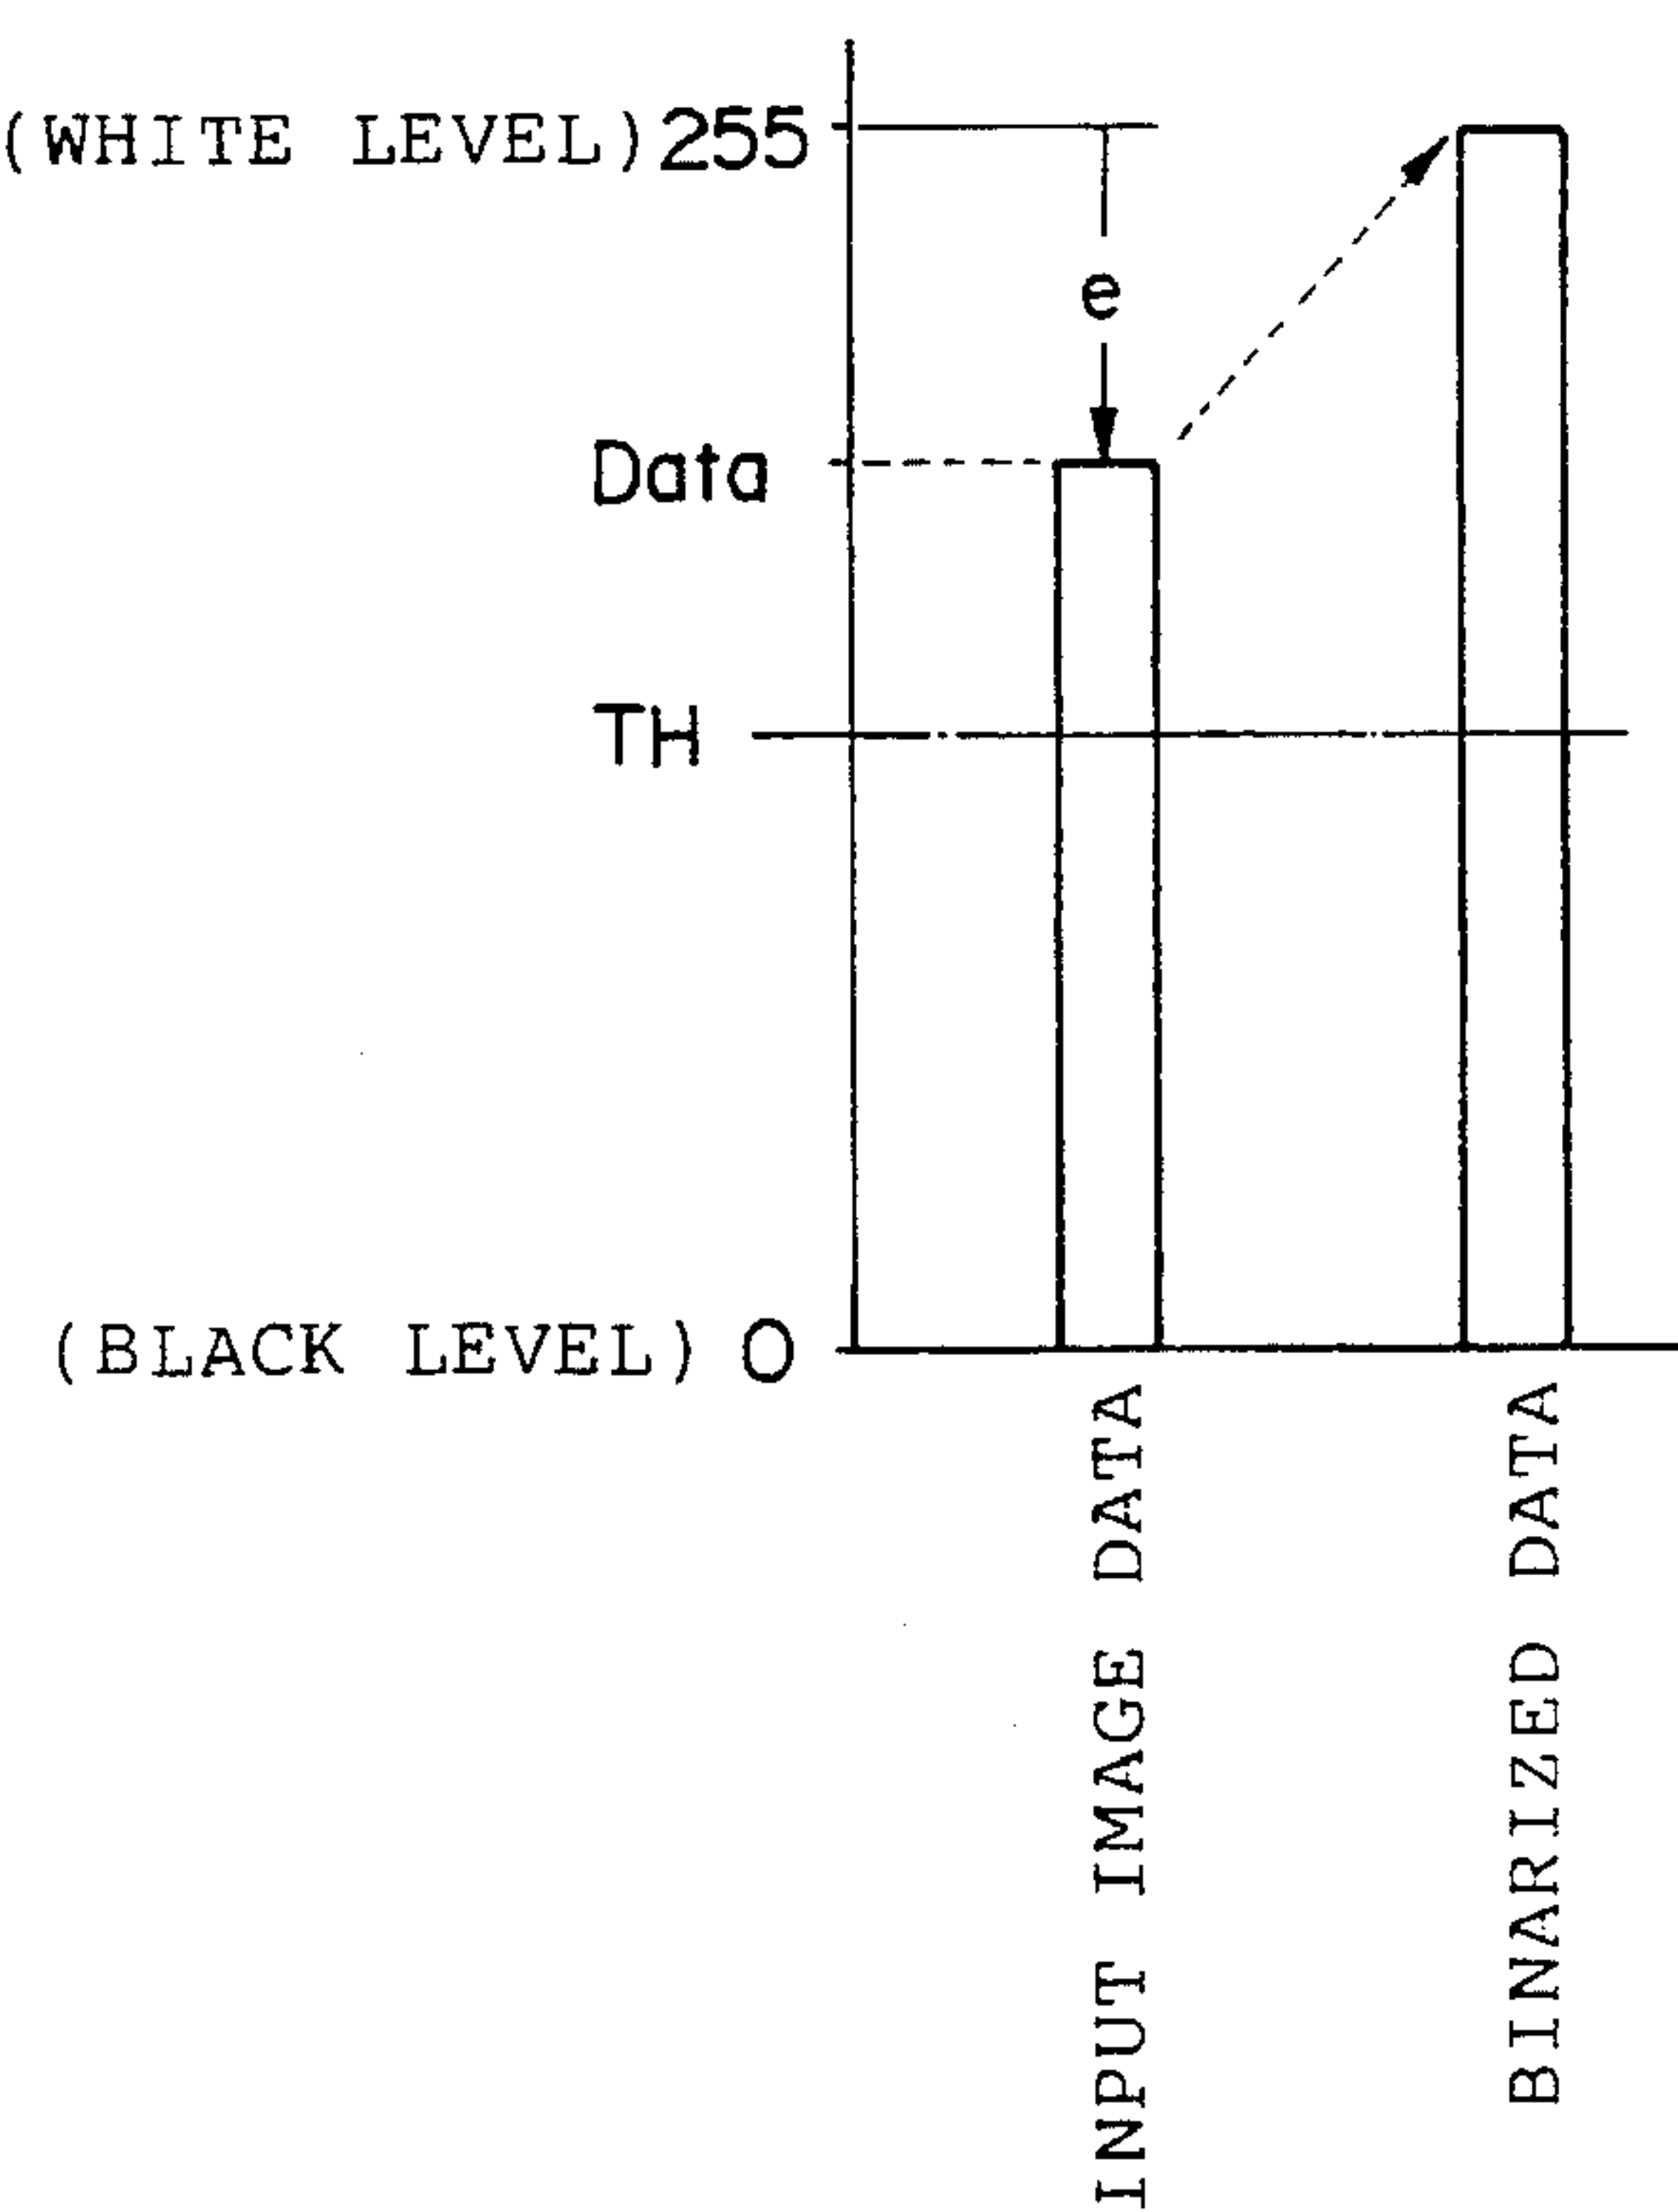 (WHITE LEVEL) 255
e
Data
TH
(BLACK LEVEL) 0
INPUT IMAGE DATA
BINARIZED DATA